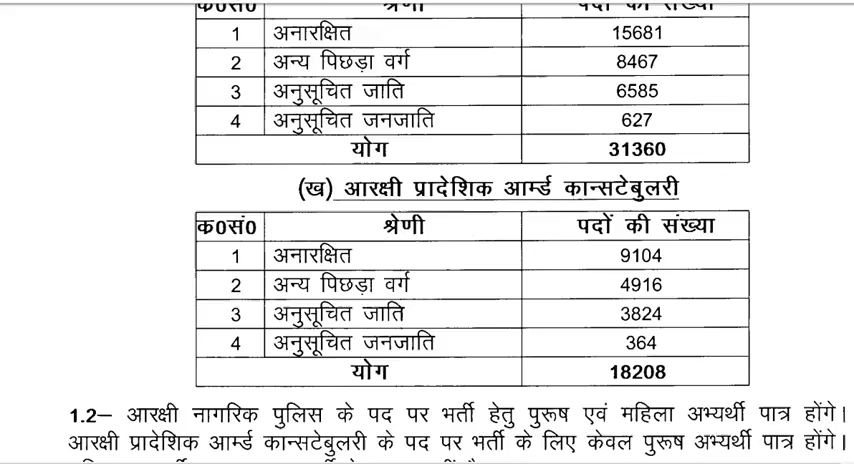 क0सं0 श्रेणी पदों की संख्या
1 अनारक्षित 15681
2 अन्य पिछड़ा वर्ग 8467
3 अनुसूचित जाति 6585
4 अनुसूचित जनजाति 627
योग 31360
(ख) आरक्षी प्रादेशिक आर्म्ड कान्सटेबुलरी
क0सं0 श्रेणी पदों की संख्या
1 अनारक्षित 9104
2 अन्य पिछड़ा वर्ग 4916
3 अनुसूचित जाति 3824
4 अनुसूचित जनजाति 364
योग 18208
1.2– आरक्षी नागरिक पुलिस के पद पर भर्ती हेतु पुरूष एवं महिला अभ्यर्थी पात्र होंगे।
आरक्षी प्रादेशिक आर्म्ड कान्सटेबुलरी के पद पर भर्ती के लिए केवल पुरूष अभ्यर्थी पात्र होंगे।